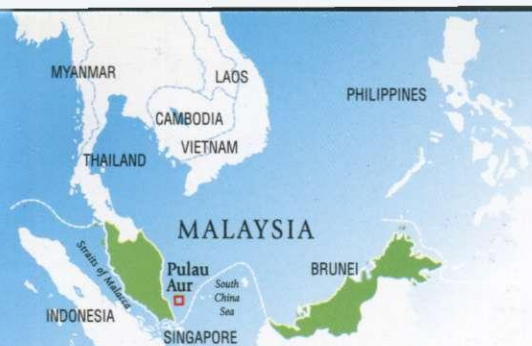 MYANMAR
LAOS
PHILIPPINES
CAMBODIA
VIETNAM
THAILAND
MALAYSIA
Straits of Malacca
Pulau
Aur
BRUNEI
South
China
Sea
INDONESIA
SINGAPORE